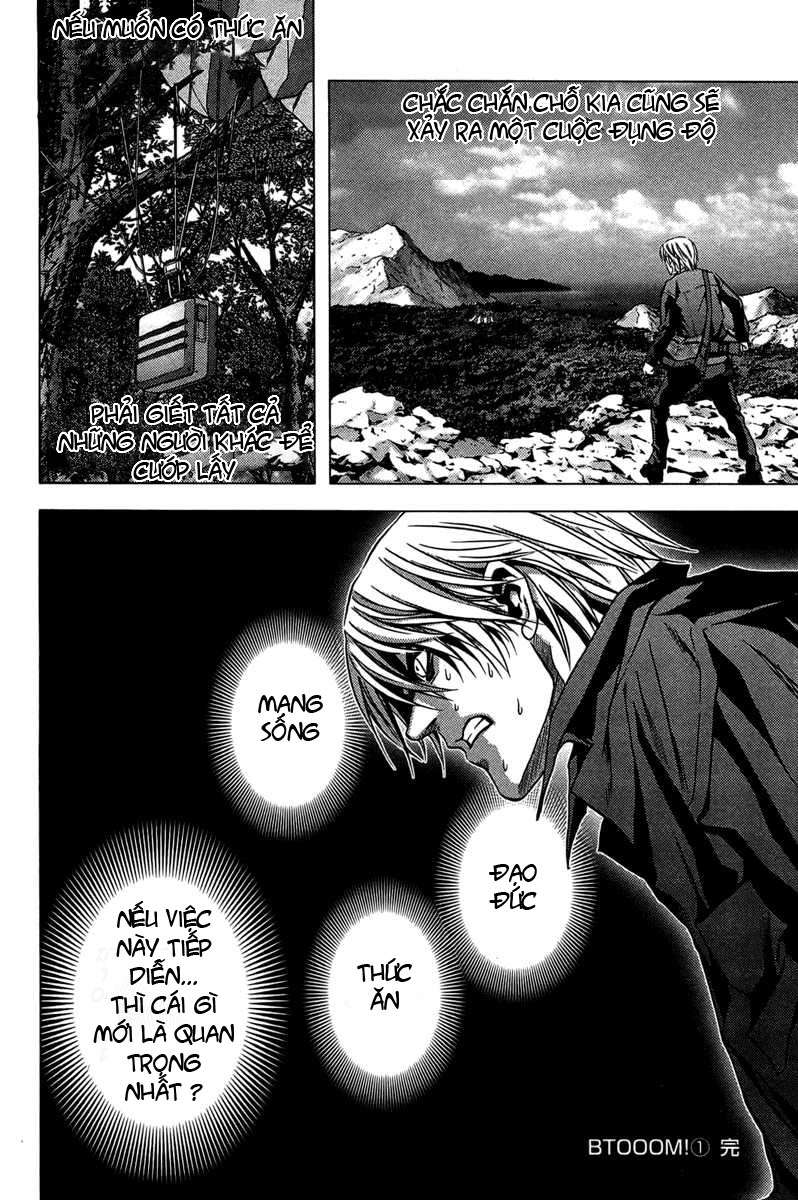 CHẮC CHẮN CHỖ KIA CŨNG SẼ
XẢY RA MỘT CUỘC ĐỤNG ĐỘ
NẾU MUỐN CÓ THỨC ĂN
PHẢI GIẾT TẤT CẢ
NHỮNG NGƯỜI KHÁC ĐỂ
CƯỚP LẤY
ĐẠO
ĐỨC
MẠNG
SỐNG
THỨC
ĂN
NẾU VIỆC
NÀY TIẾP
DIỄN...
THÌ CÁI GÌ
MỚI LÀ QUAN
TRỌNG
NHẤT ?
BTOOOM!① 完